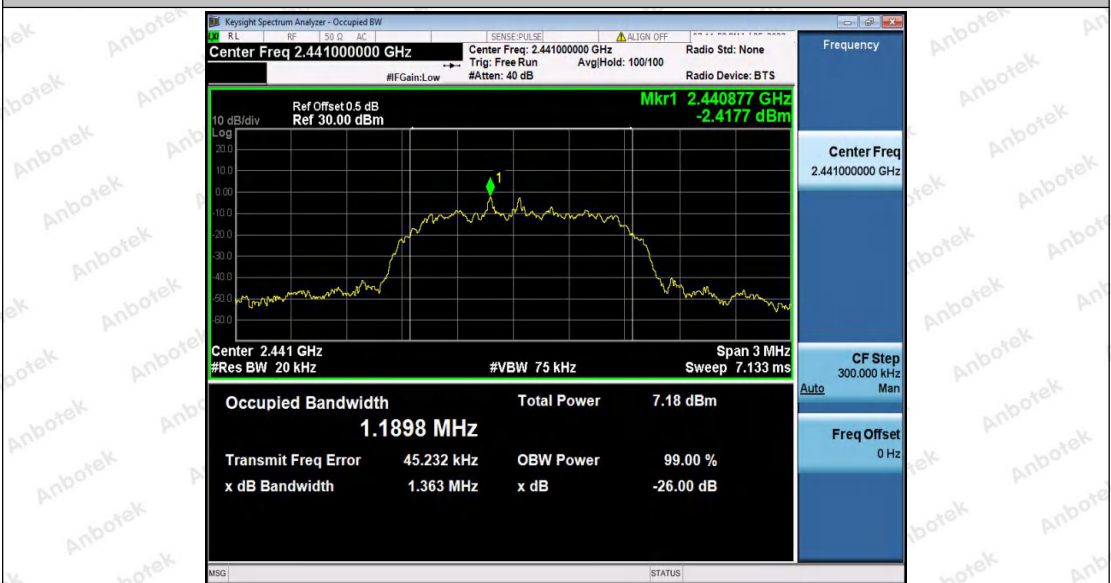 Keysight Spectrum Analyzer - Occupied BW
LXI RL RF 50 Ω AC SENSE:PULSE ALIGN OFF
Center Freq 2.441000000 GHz
Center Freq: 2.441000000 GHz
Radio Std: None
Trig: Free Run Avg|Hold: 100/100
#IFGain:Low #Atten: 40 dB
Radio Device: BTS
Frequency
Ref Offset 0.5 dB
10 dB/div Ref 30.00 dBm
Mkr1 2.440877 GHz
-2.4177 dBm
Log
20.0
10.0
0.00
-10.0
-20.0
-30.0
-40.0
-50.0
-60.0
1
Center 2.441 GHz
Span 3 MHz
#Res BW 20 kHz
#VBW 75 kHz
Sweep 7.133 ms
Occupied Bandwidth
1.1898 MHz
Total Power 7.18 dBm
Transmit Freq Error 45.232 kHz
OBW Power 99.00 %
x dB Bandwidth 1.363 MHz
x dB -26.00 dB
Center Freq
2.441000000 GHz
CF Step
300.000 kHz
Auto Man
Freq Offset
0 Hz
MSG STATUS
Anbotek